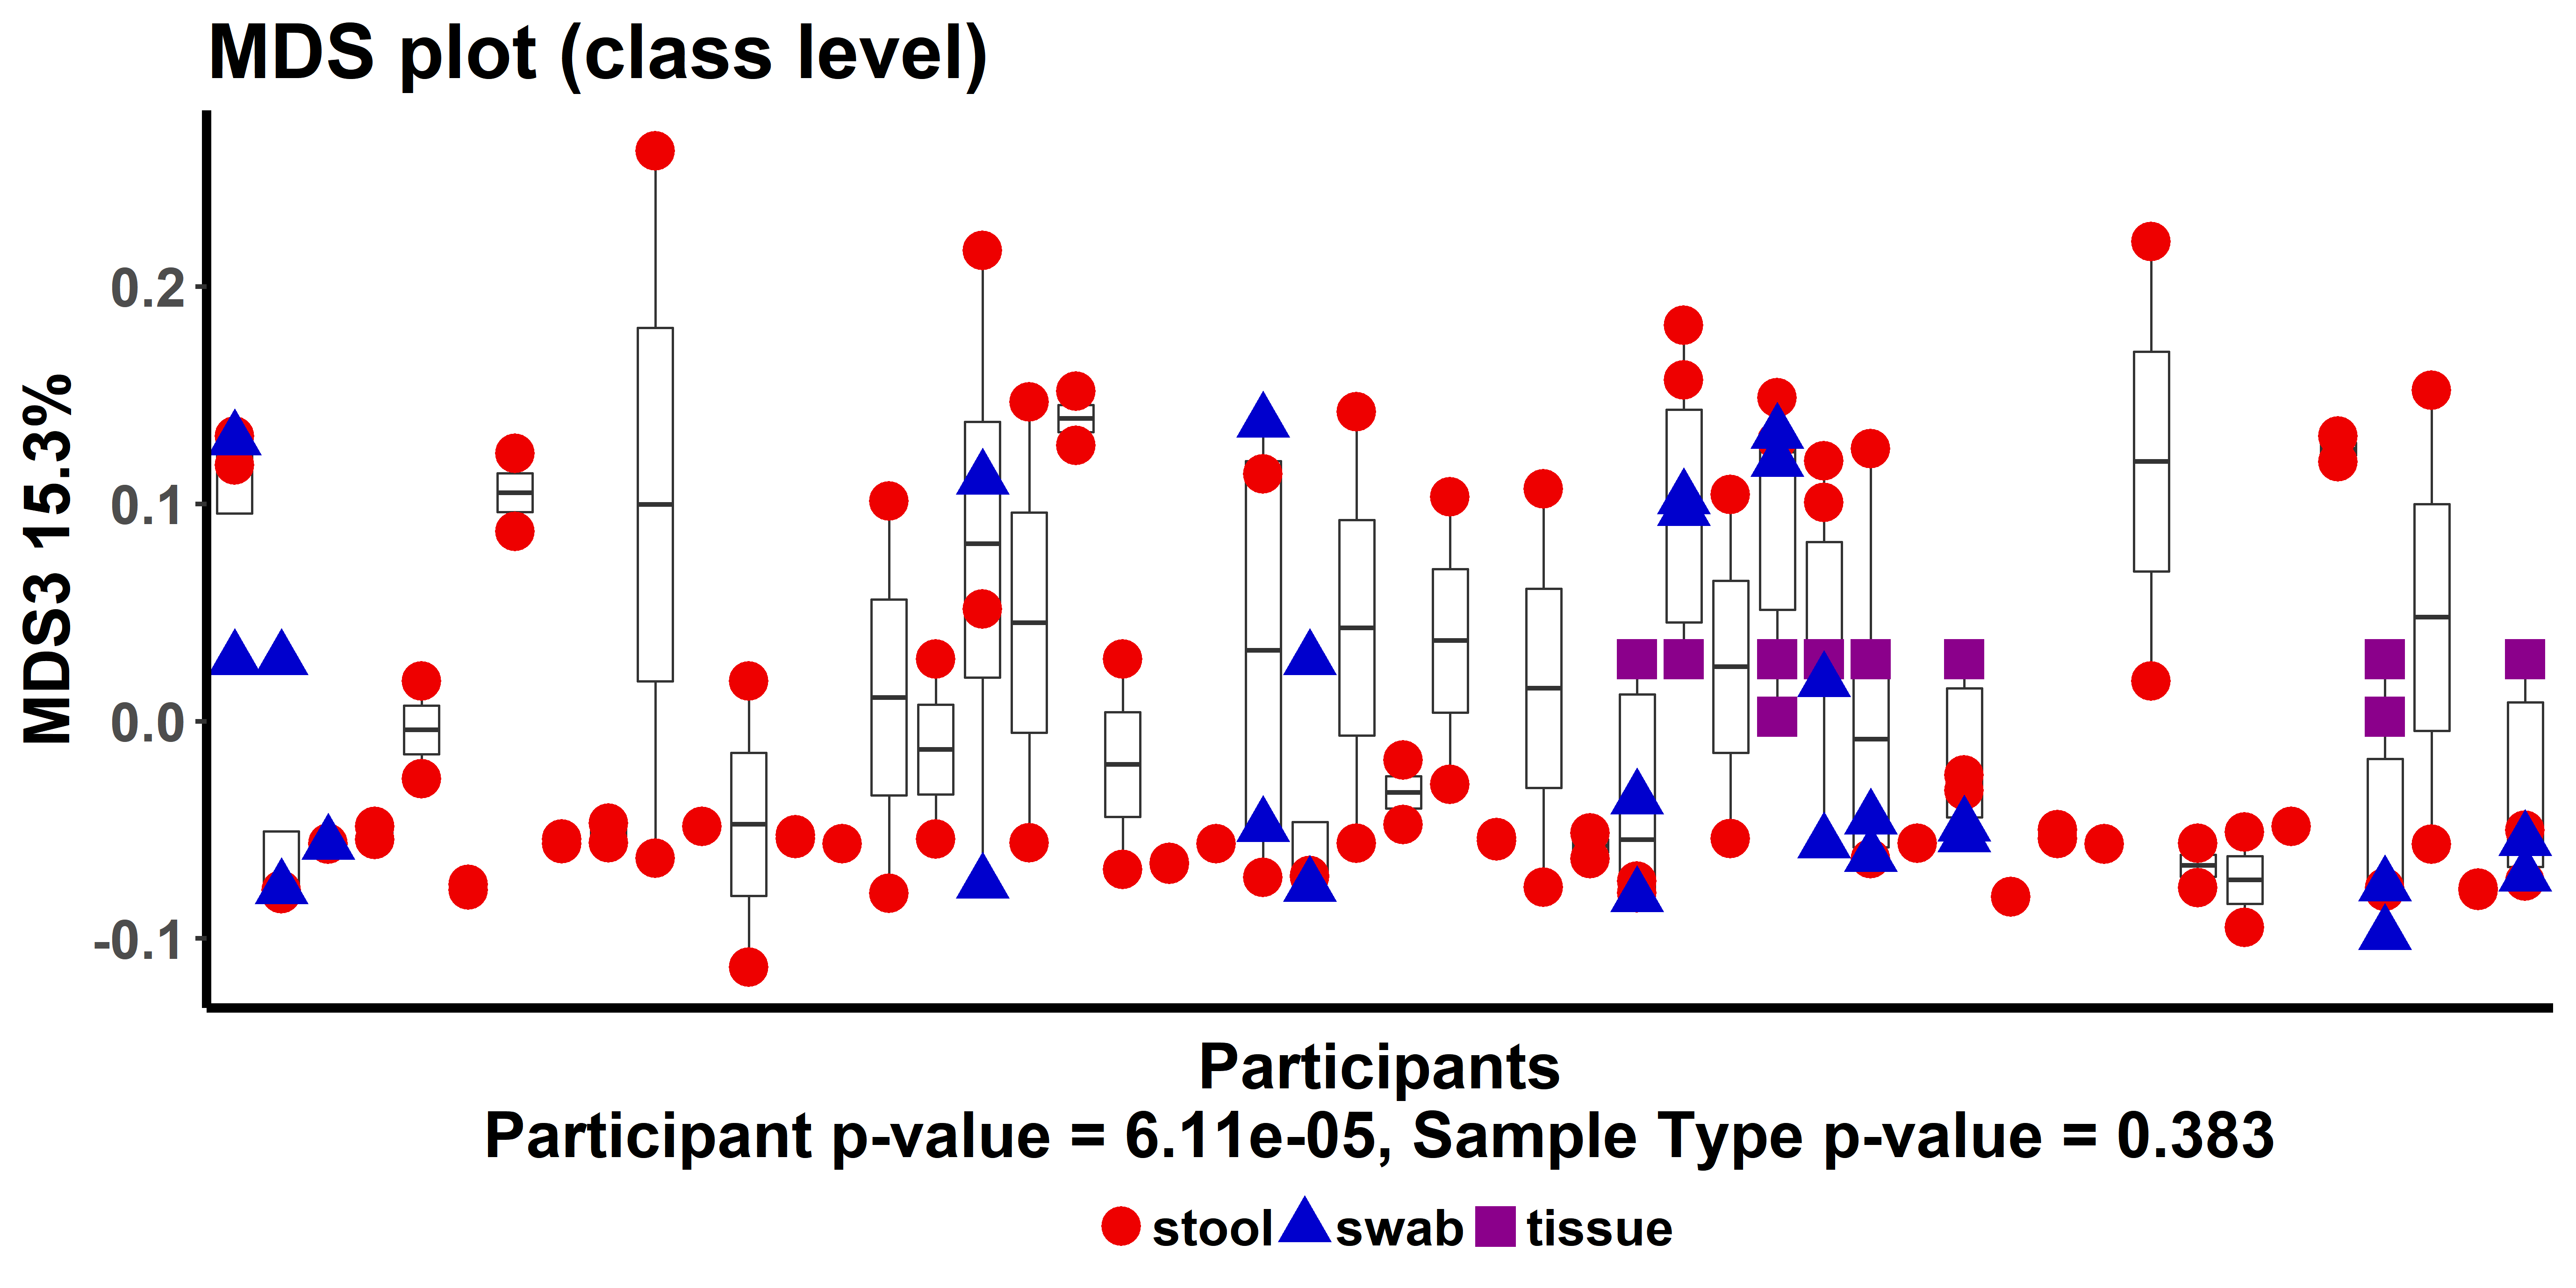 MDS plot (class level)
MDS3 15.3%
0.2
0.1
0.0
-0.1
Participants
Participant p-value = 6.11e-05, Sample Type p-value = 0.383
stool swab tissue